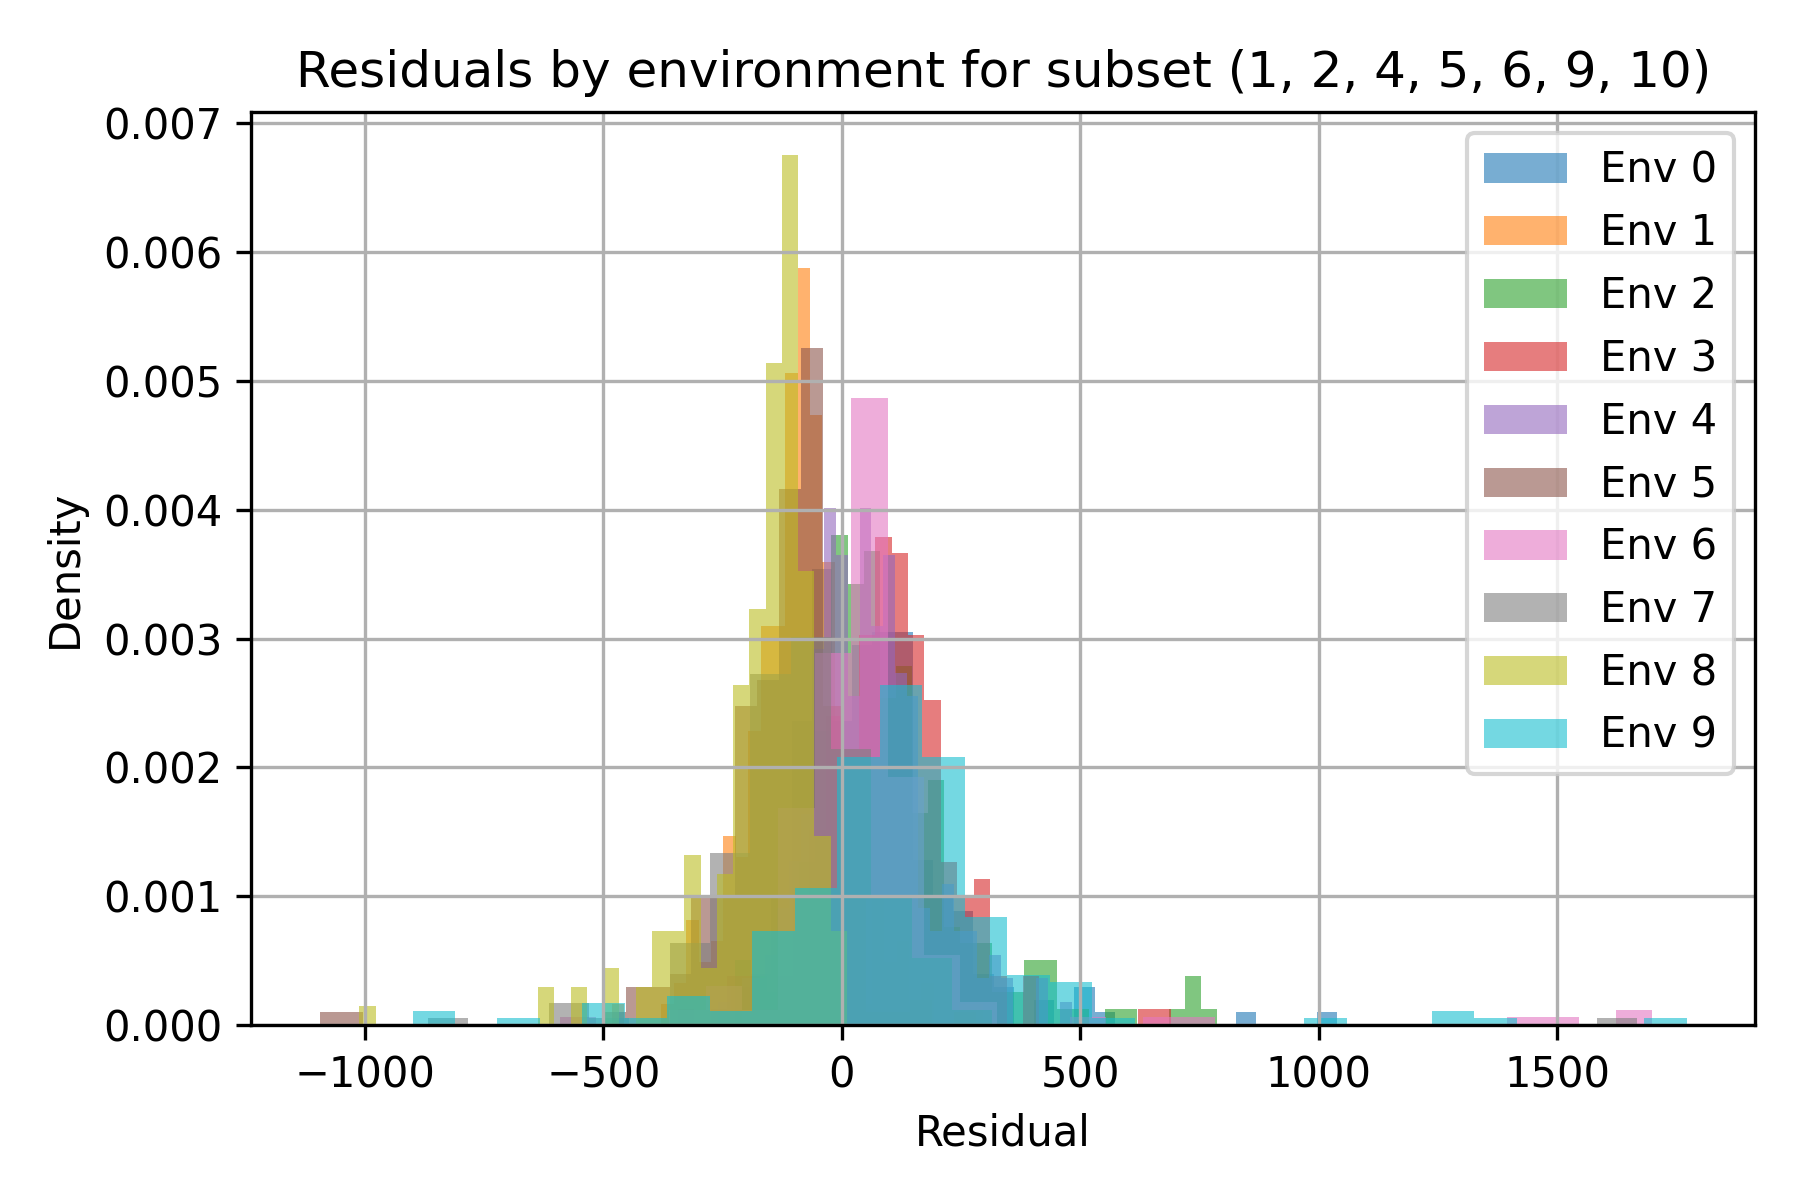 Residuals by environment for subset (1, 2, 4, 5, 6, 9, 10)
0.007
0.006
0.005
0.004
0.003
0.002
0.001
0.000
Density
Env 0
Env 1
Env 2
Env 3
Env 4
Env 5
Env 6
Env 7
Env 8
Env 9
−1000 −500 0 500 1000 1500
Residual